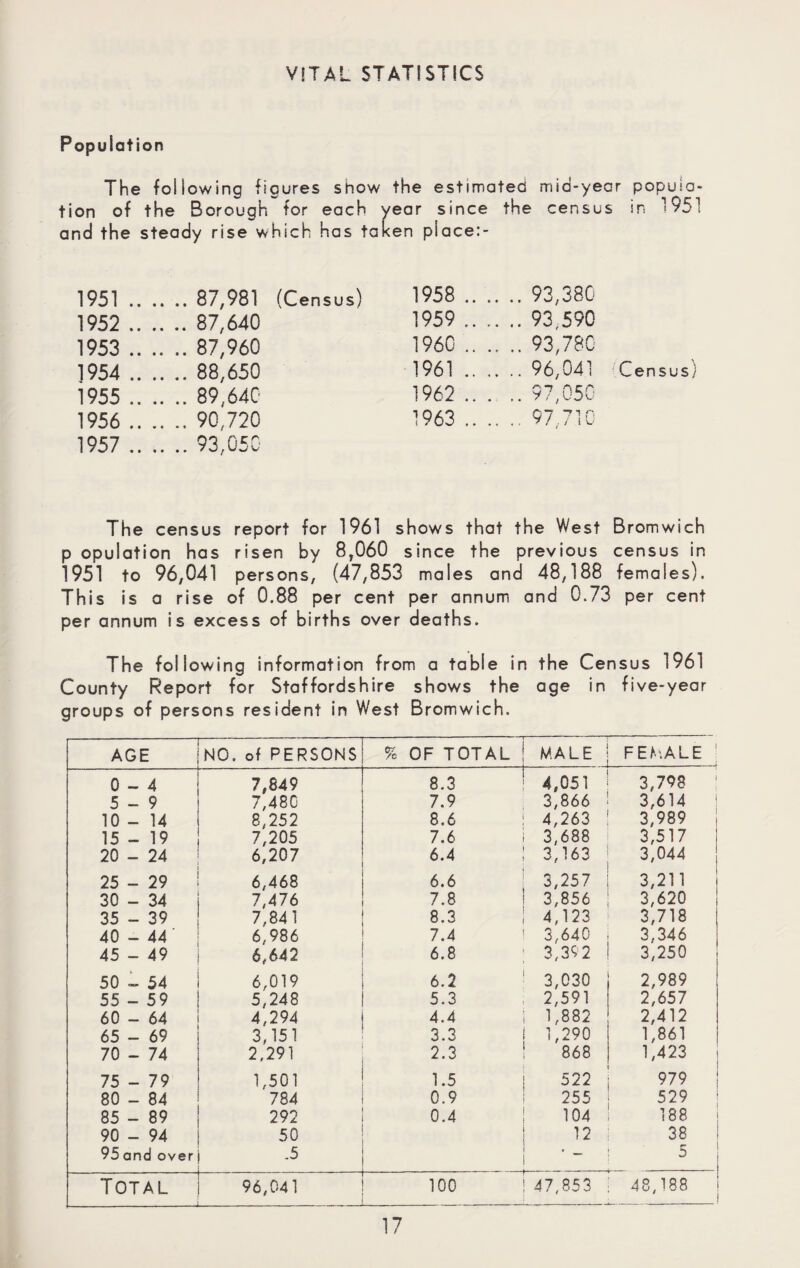 VITAL STATISTICS
Population
The following figures show the estimated mid-year popula-
tion of the Borough for each year since the census in 1951
and the steady rise which has taken place:-
1951 .. .. .. 87,981 (Census)
1952 .. .. .. 87,640
1953 .. .. .. 87,960
1954 .. .. .. 88,650
1955 .. .. .. 89,640
1956 .. .. .. 90,720
1957 .. .. .. 93,050
1958 .. .. .. 93,380
1959 .. .. .. 93,590
1960 .. .. .. 93,780
1961 .. .. .. 96,041 (Census)
1962 .. .. .. 97,050
1963 .. .. .. 97,710
The census report for 1961 shows that the West Bromwich
p opulation has risen by 8,060 since the previous census in
1951 to 96,041 persons, (47,853 males and 48,188 females).
This is a rise of 0.88 per cent per annum and 0.73 per cent
per annum is excess of births over deaths.
The following information from a table in the Census 1961
County Report for Staffordshire shows the age in five-year
groups of persons resident in West Bromwich.
AGE NO. of PERSONS % OF TOTAL MALE FEMALE
0 - 4 7,849 8.3 4,051 3,798
5 - 9 7,480 7.9 3,866 3,614
10 - 14 8,252 8.6 4,263 3,989
15 - 19 7,205 7.6 3,688 3,517
20 - 24 6,207 6.4 3,163 3,044
25 - 29 6,468 6.6 3,257 3,211
30 - 34 7,476 7.8 3,856 3,620
35 - 39 7,841 8.3 4,123 3,718
40 - 44 6,986 7.4 3,640 3,346
45 - 49 6,642 6.8 3,392 3,250
50 - 54 6,019 6.2 3,030 2,989
55 - 59 5,248 5.3 2,591 2,657
60 - 64 4,294 4.4 1,882 2,412
65 - 69 3,151 3.3 1,290 1,861
70 - 74 2,291 2.3 868 1,423
75 - 79 1,501 1.5 522 979
80 - 84 784 0.9 255 529
85 - 89 292 0.4 104 188
90 - 94 50 12 38
95 and over 5 - 5
TOTAL 96,041 100 47,853 48,188
17